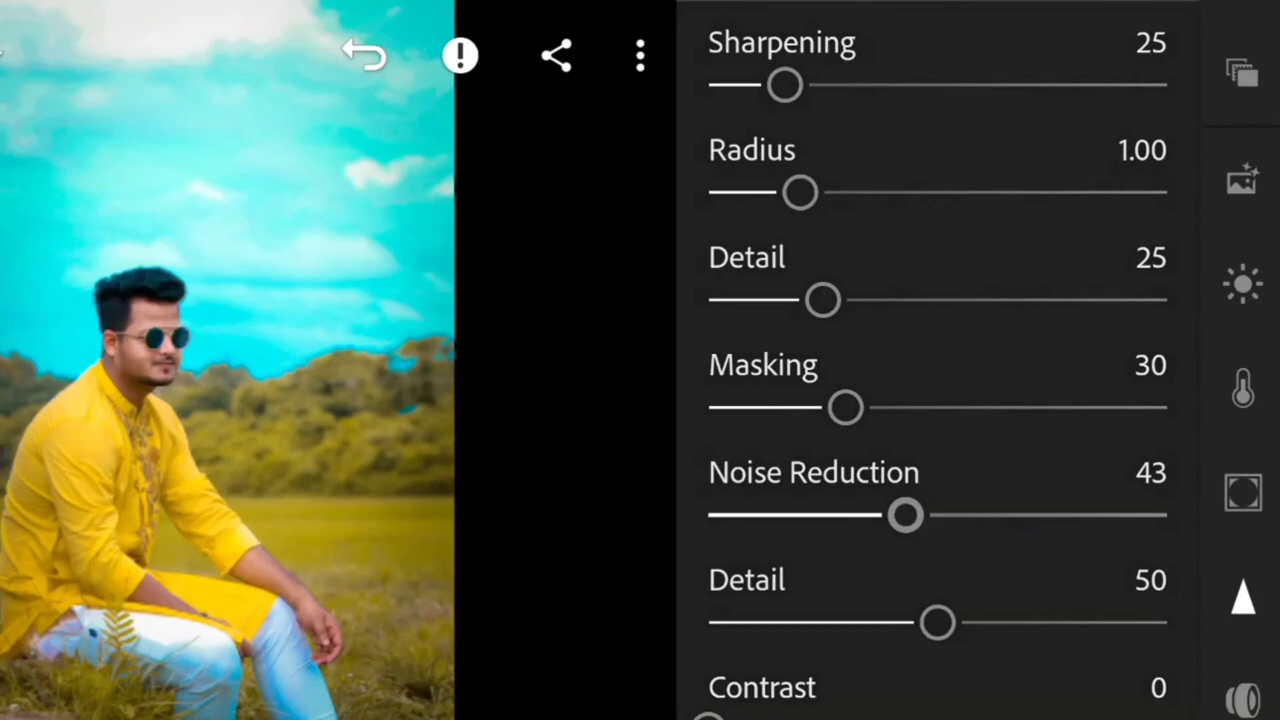 Sharpening 25
Radius 1.00
Detail 25
Masking 30
Noise Reduction 43
Detail 50
Contrast 0